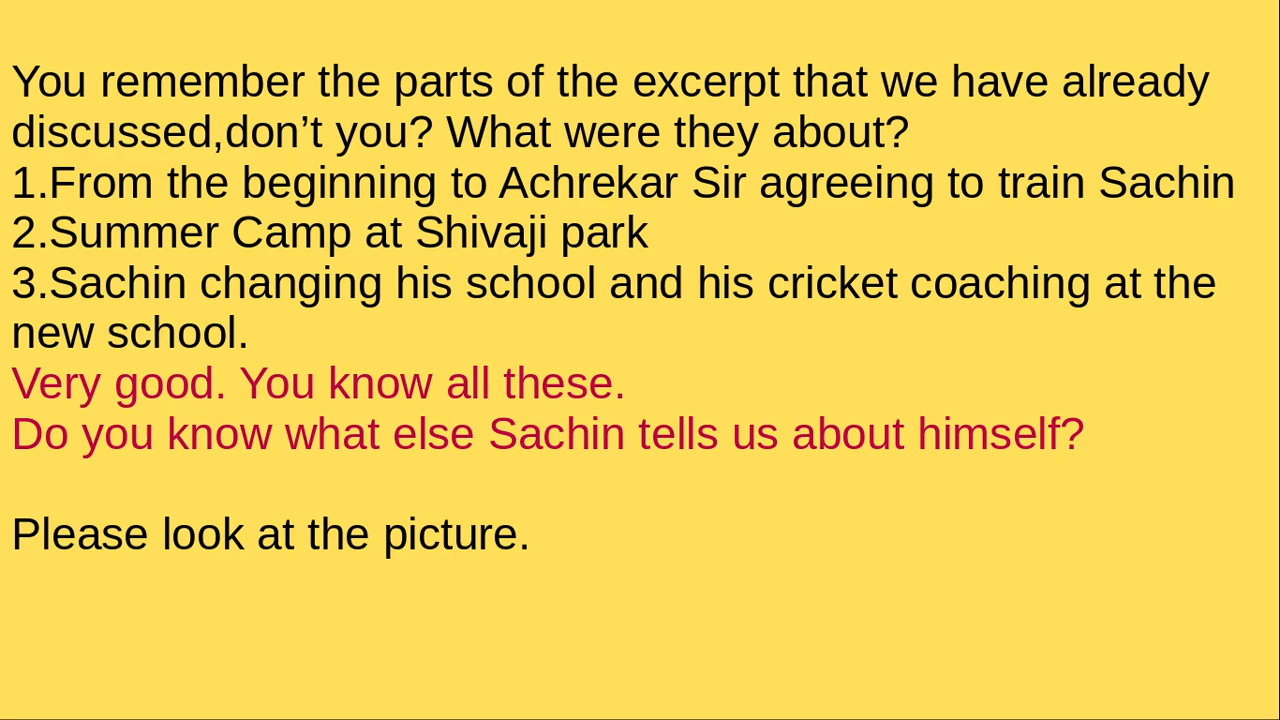 You remember the parts of the excerpt that we have already
discussed,don’t you? What were they about?
1.From the beginning to Achrekar Sir agreeing to train Sachin
2.Summer Camp at Shivaji park
3.Sachin changing his school and his cricket coaching at the
new school.
Very good. You know all these.
Do you know what else Sachin tells us about himself?
Please look at the picture.